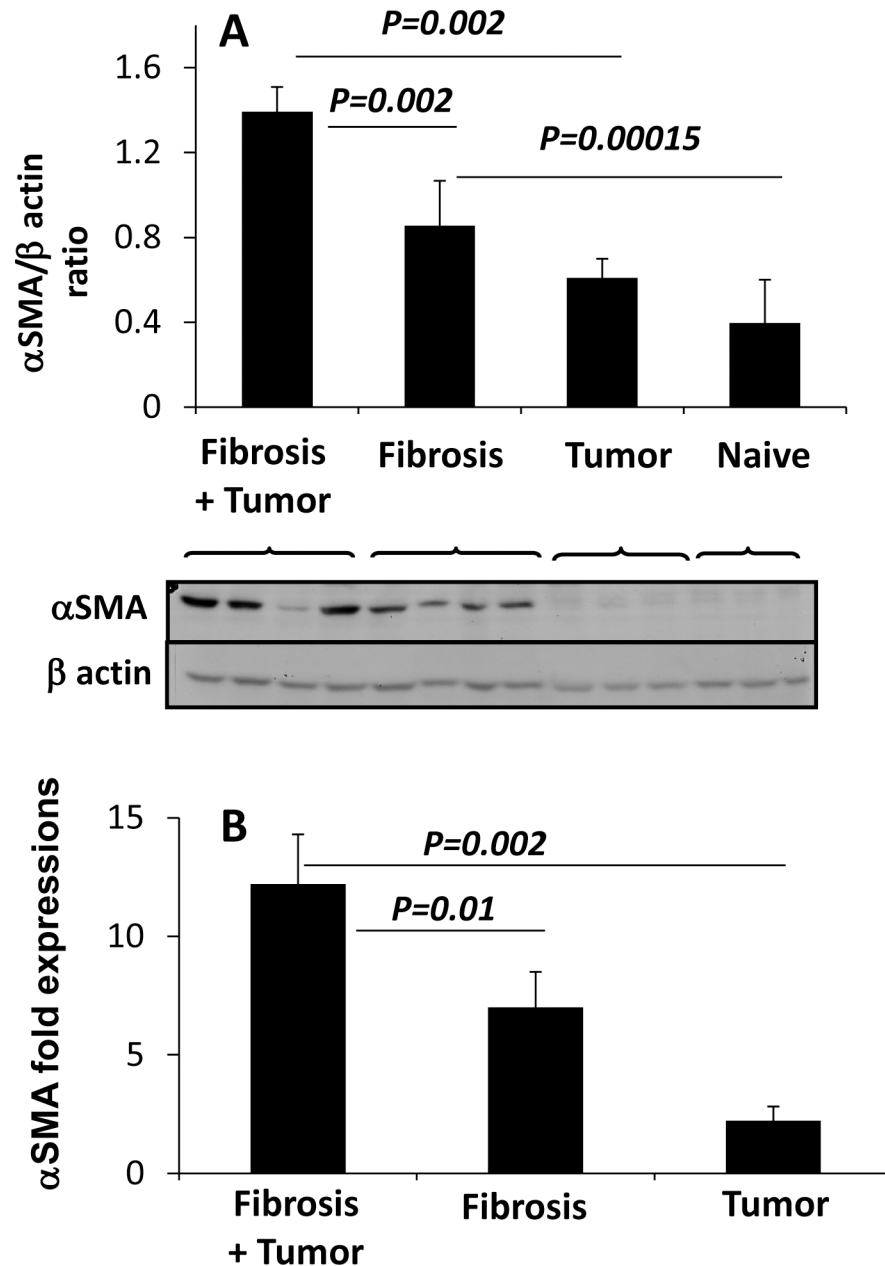 A
P=0.002
1.6
P=0.002
P=0.00015
1.2
0.8
0.4
0
αSMA/β actin
ratio
Fibrosis
+ Tumor
Fibrosis
Tumor
Naive
αSMA
β actin
B
15
P=0.002
P=0.01
10
5
0
αSMA fold expressions
Fibrosis
+ Tumor
Fibrosis
Tumor